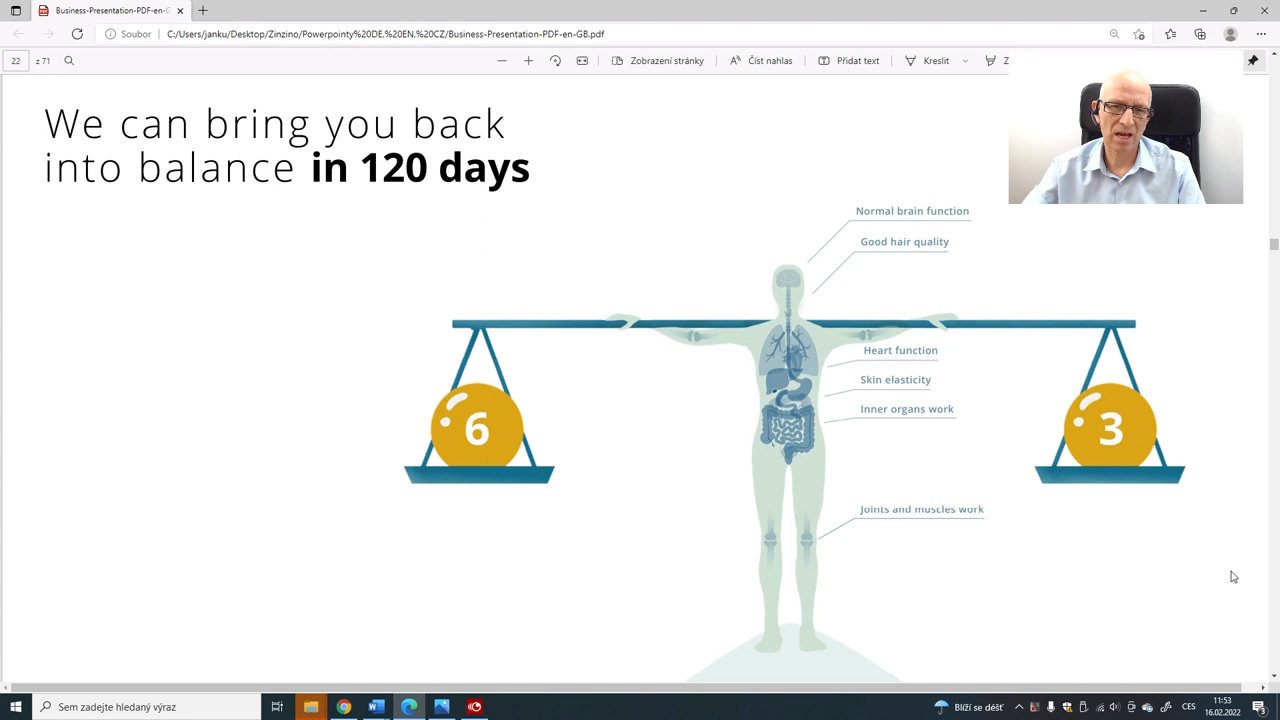 Business-Presentation-PDF-en-G
Soubor
C:/Users/janku/Desktop/Zinzino/Powerpointy%20DE.%20EN.%20CZ/Business-Presentation-PDF-en-GB.pdf
22
z 71
Zobrazení stránky
Číst nahlas
Přidat text
Kreslit
Z
We can bring you back
into balance in 120 days
Normal brain function
Good hair quality
Heart function
Skin elasticity
Inner organs work
6
3
Joints and muscles work
Sem zadejte hledaný výraz
Blíží se déšť
CES
11:53
16.02.2022
3